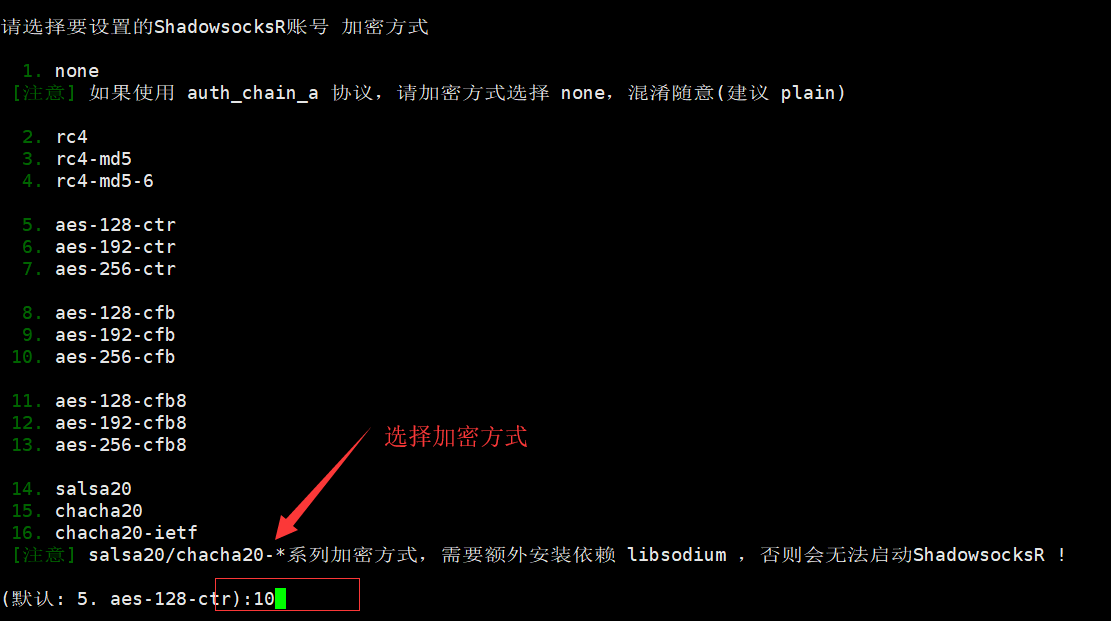 请选择要设置的ShadowsocksR账号 加密方式
1. none
[注意] 如果使用 auth_chain_a 协议，请加密方式选择 none，混淆随意(建议 plain)
2. rc4
3. rc4-md5
4. rc4-md5-6
5. aes-128-ctr
6. aes-192-ctr
7. aes-256-ctr
8. aes-128-cfb
9. aes-192-cfb
10. aes-256-cfb
11. aes-128-cfb8
12. aes-192-cfb8
13. aes-256-cfb8
选择加密方式
14. salsa20
15. chacha20
16. chacha20-ietf
[注意] salsa20/chacha20-*系列加密方式，需要额外安装依赖 libsodium ，否则会无法启动ShadowsocksR !
(默认: 5. aes-128-ctr):10